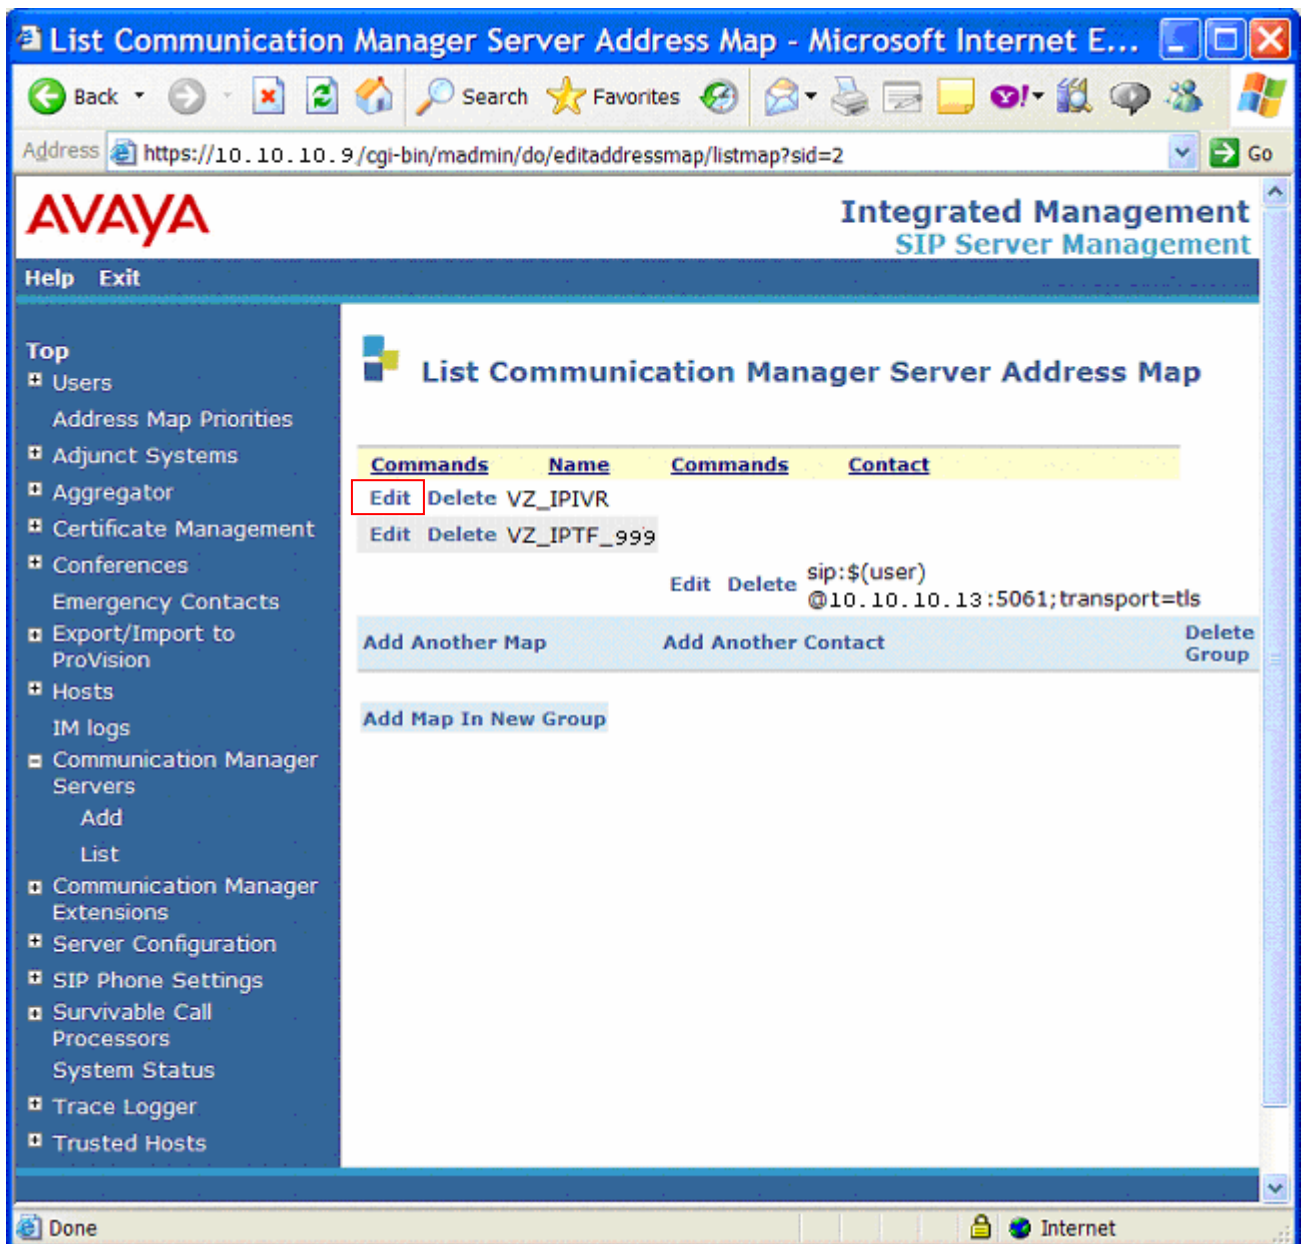 List Communication Manager Server Address Map - Microsoft Internet E...
Back Search Favorites
Address https://10.10.10.9/cgi-bin/madmin/do/editaddressmap/listmap?sid=2 Go
AVAYA
Integrated Management
SIP Server Management
Help Exit
Top
Users
Address Map Priorities
Adjunct Systems
Aggregator
Certificate Management
Conferences
Emergency Contacts
Export/Import to
ProVision
Hosts
IM logs
Communication Manager
Servers
Add
List
Communication Manager
Extensions
Server Configuration
SIP Phone Settings
Survivable Call
Processors
System Status
Trace Logger
Trusted Hosts
List Communication Manager Server Address Map
Commands Name Commands Contact
Edit Delete VZ_IPIVR
Edit Delete VZ_IPTF_999
Edit Delete sip:$(user)
@10.10.10.13:5061;transport=tls
Add Another Map Add Another Contact Delete
Group
Add Map In New Group
Done Internet